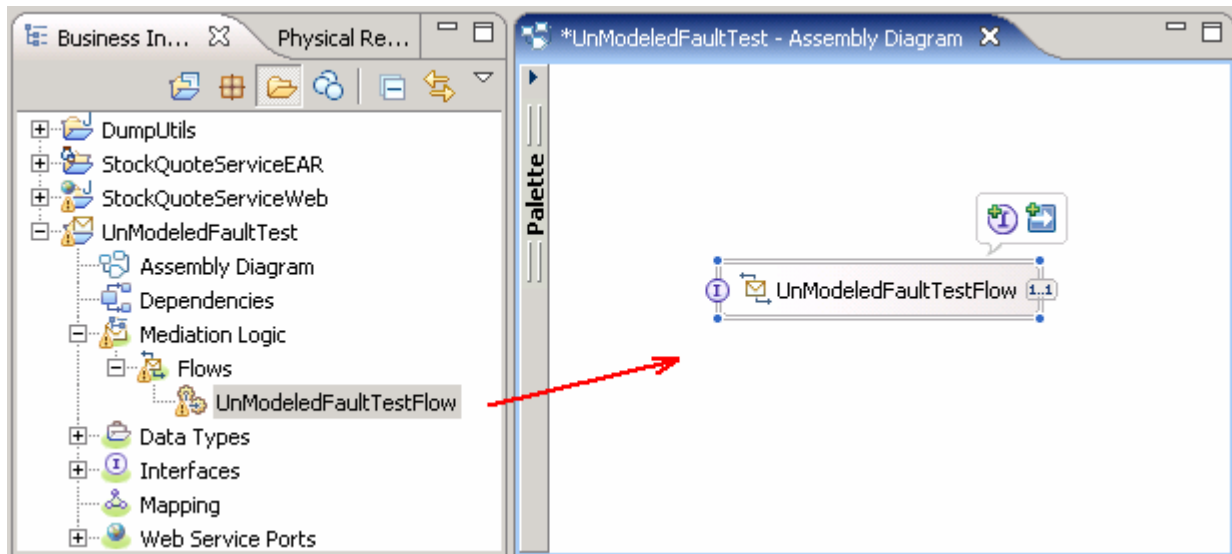 Business In...
Physical Re...
DumpUtils
StockQuoteServiceEAR
StockQuoteServiceWeb
UnModeledFaultTest
Assembly Diagram
Dependencies
Mediation Logic
Flows
UnModeledFaultTestFlow
Data Types
Interfaces
Mapping
Web Service Ports
*UnModeledFaultTest - Assembly Diagram
Palette
I
I UnModeledFaultTestFlow 1..1